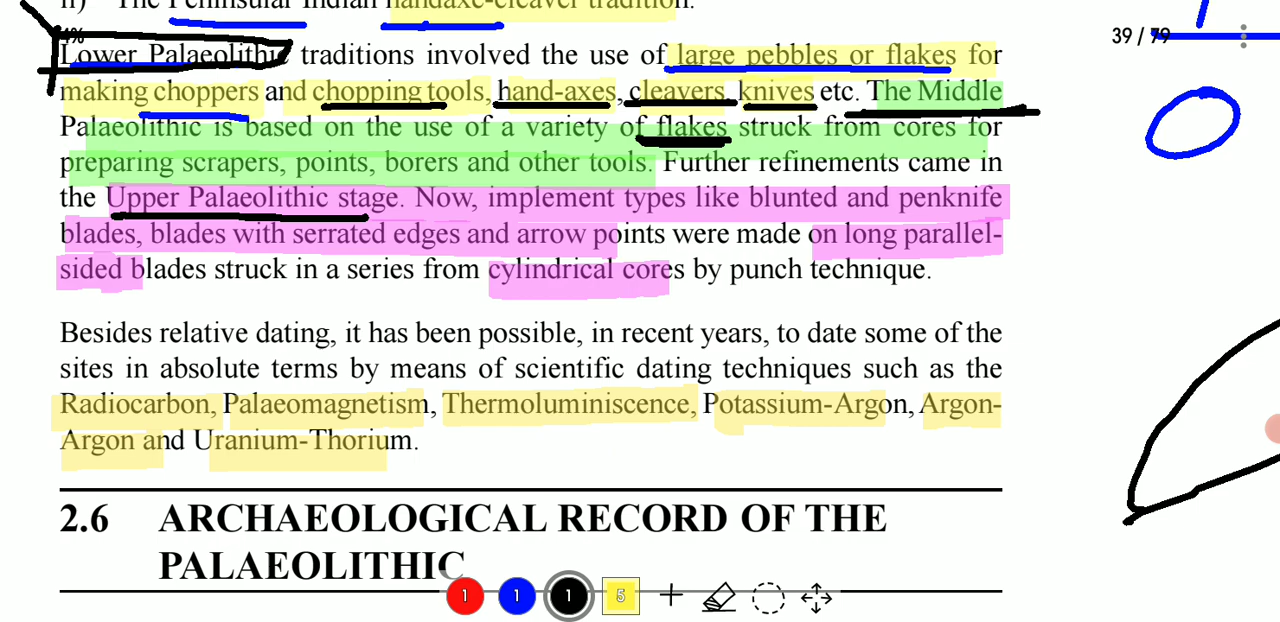 ii) The Peninsular Indian handaxe-cleaver tradition.
39 / 79
4%
Lower Palaeolithic traditions involved the use of large pebbles or flakes for
making choppers and chopping tools, hand-axes, cleavers, knives etc. The Middle
Palaeolithic is based on the use of a variety of flakes struck from cores for
preparing scrapers, points, borers and other tools. Further refinements came in
the Upper Palaeolithic stage. Now, implement types like blunted and penknife
blades, blades with serrated edges and arrow points were made on long parallel-
sided blades struck in a series from cylindrical cores by punch technique.
Besides relative dating, it has been possible, in recent years, to date some of the
sites in absolute terms by means of scientific dating techniques such as the
Radiocarbon, Palaeomagnetism, Thermoluminiscence, Potassium-Argon, Argon-
Argon and Uranium-Thorium.
2.6 ARCHAEOLOGICAL RECORD OF THE
PALAEOLITHIC
1 1 1 5